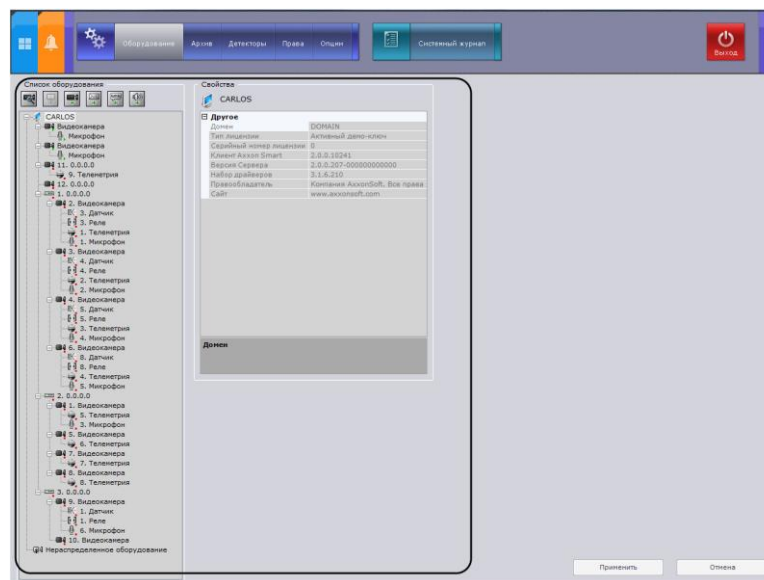 Оборудование
Архив
Детекторы
Права
Опции
Системный журнал
Выход
Список оборудования
CARLOS
Видеокамера
Микрофон
Видеокамера
Микрофон
11. 0.0.0.0
9. Телеметрия
12. 0.0.0.0
1. 0.0.0.0
2. Видеокамера
3. Датчик
3. Реле
1. Телеметрия
1. Микрофон
3. Видеокамера
4. Датчик
4. Реле
2. Телеметрия
2. Микрофон
4. Видеокамера
5. Датчик
5. Реле
3. Телеметрия
4. Микрофон
6. Видеокамера
8. Датчик
8. Реле
4. Телеметрия
5. Микрофон
2. 0.0.0.0
1. Видеокамера
5. Телеметрия
3. Микрофон
5. Видеокамера
6. Телеметрия
7. Видеокамера
7. Телеметрия
8. Видеокамера
8. Телеметрия
3. 0.0.0.0
9. Видеокамера
1. Датчик
1. Реле
6. Микрофон
10. Видеокамера
Нераспределенное оборудование
Свойства
CARLOS
Другое
Домен DOMAIN
Тип лицензии Активный демо-ключ
Серийный номер лицензии 0
Клиент Axxon Smart 2.0.0.10241
Версия Сервера 2.0.0.207-000000000000
Набор драйверов 3.1.6.210
Правообладатель Компания AxxonSoft. Все права
Сайт www.axxonsoft.com
Домен
Применить
Отмена